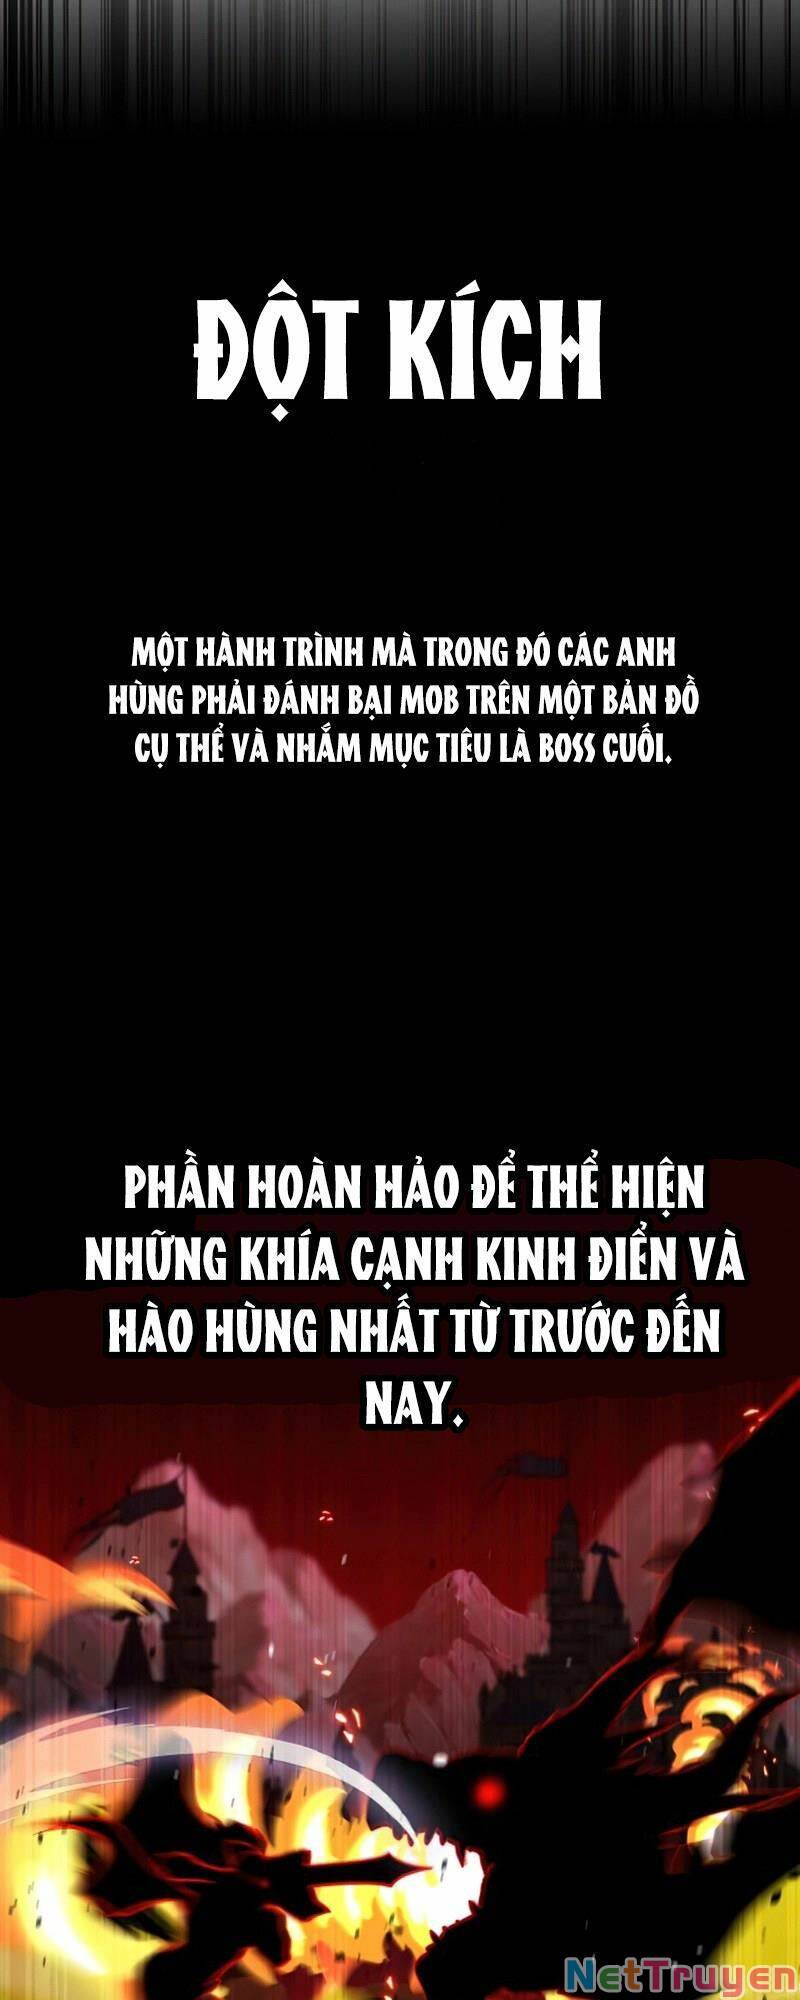 ĐỘT KÍCH
MỘT HÀNH TRÌNH MÀ TRONG ĐÓ CÁC ANH
HÙNG PHẢI ĐÁNH BẠI MOB TRÊN MỘT BẢN ĐỒ
CỤ THỂ VÀ NHẮM MỤC TIÊU LÀ BOSS CUỐI.
PHẦN HOÀN HẢO ĐỂ THỂ HIỆN
NHỮNG KHÍA CẠNH KINH ĐIỂN VÀ
HÀO HÙNG NHẤT TỪ TRƯỚC ĐẾN
NAY.
NetTruyen